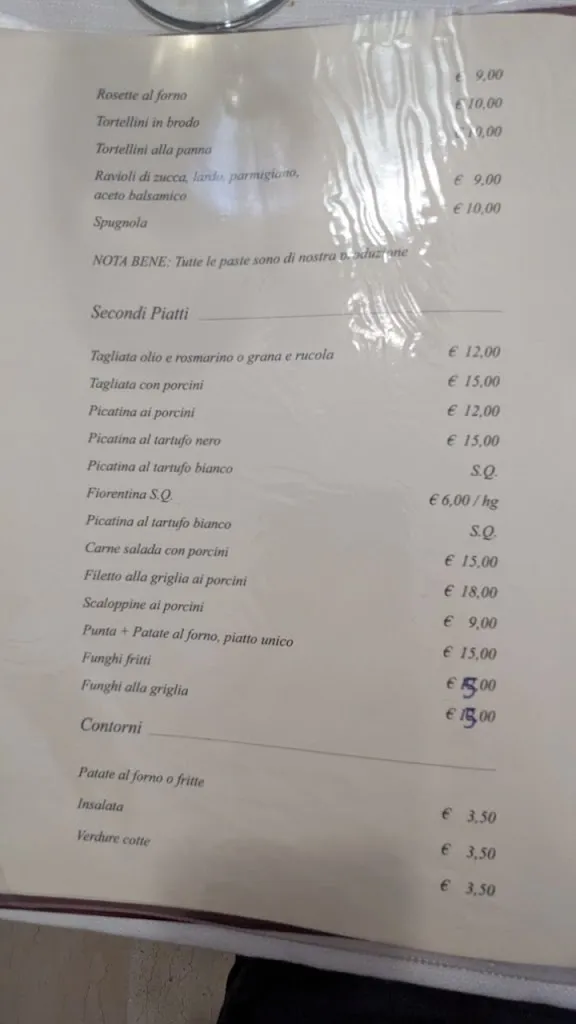 Rosette al forno € 9,00
Tortellini in brodo € 10,00
Tortellini alla panna 10,00
Ravioli di zucca, lardo, parmigiano,
aceto balsamico € 9,00
Spugnola € 10,00
NOTA BENE: Tutte le paste sono di nostra produzione
Secondi Piatti
Tagliata olio e rosmarino o grana e rucola € 12,00
Tagliata con porcini € 15,00
Picatina ai porcini € 12,00
Picatina al tartufo nero € 15,00
Picatina al tartufo bianco S.Q.
Fiorentina S.Q. € 6,00 / hg
Picatina al tartufo bianco S.Q.
Carne salada con porcini € 15,00
Filetto alla griglia ai porcini € 18,00
Scaloppine ai porcini € 9,00
Punta + Patate al forno, piatto unico € 15,00
Funghi fritti €
Funghi alla griglia € 15,00
Contorni
Patate al forno o fritte € 3,50
Insalata € 3,50
Verdure cotte € 3,50